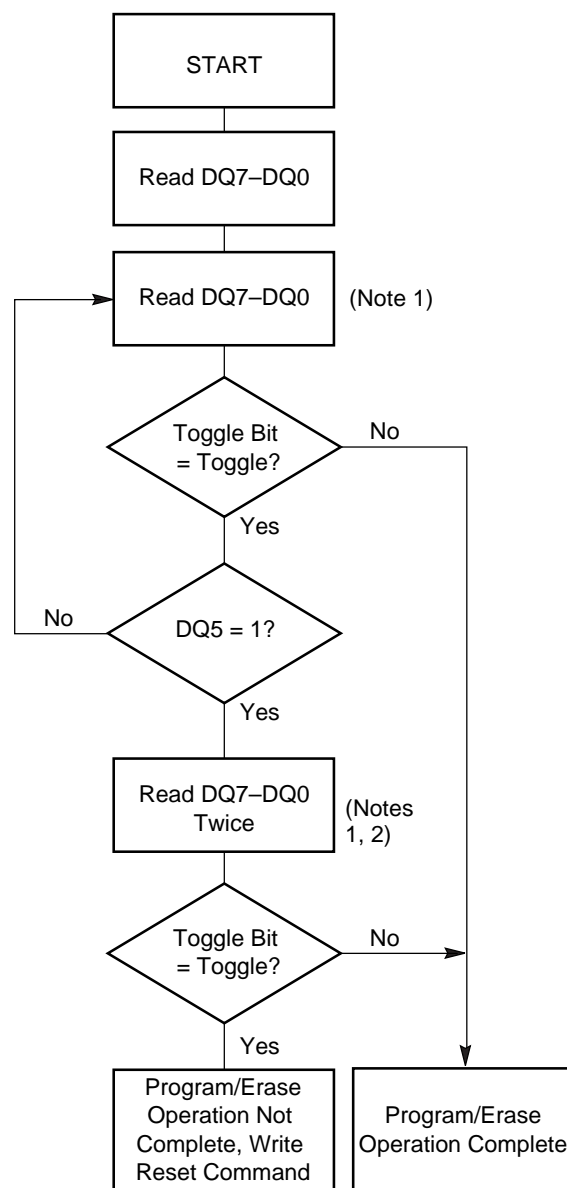 START
Read DQ7–DQ0
Read DQ7–DQ0
(Note 1)
Toggle Bit
= Toggle?
No
Yes
No
DQ5 = 1?
Yes
Read DQ7–DQ0
Twice
(Notes
1, 2)
Toggle Bit
= Toggle?
No
Yes
Program/Erase
Operation Not
Complete, Write
Reset Command
Program/Erase
Operation Complete